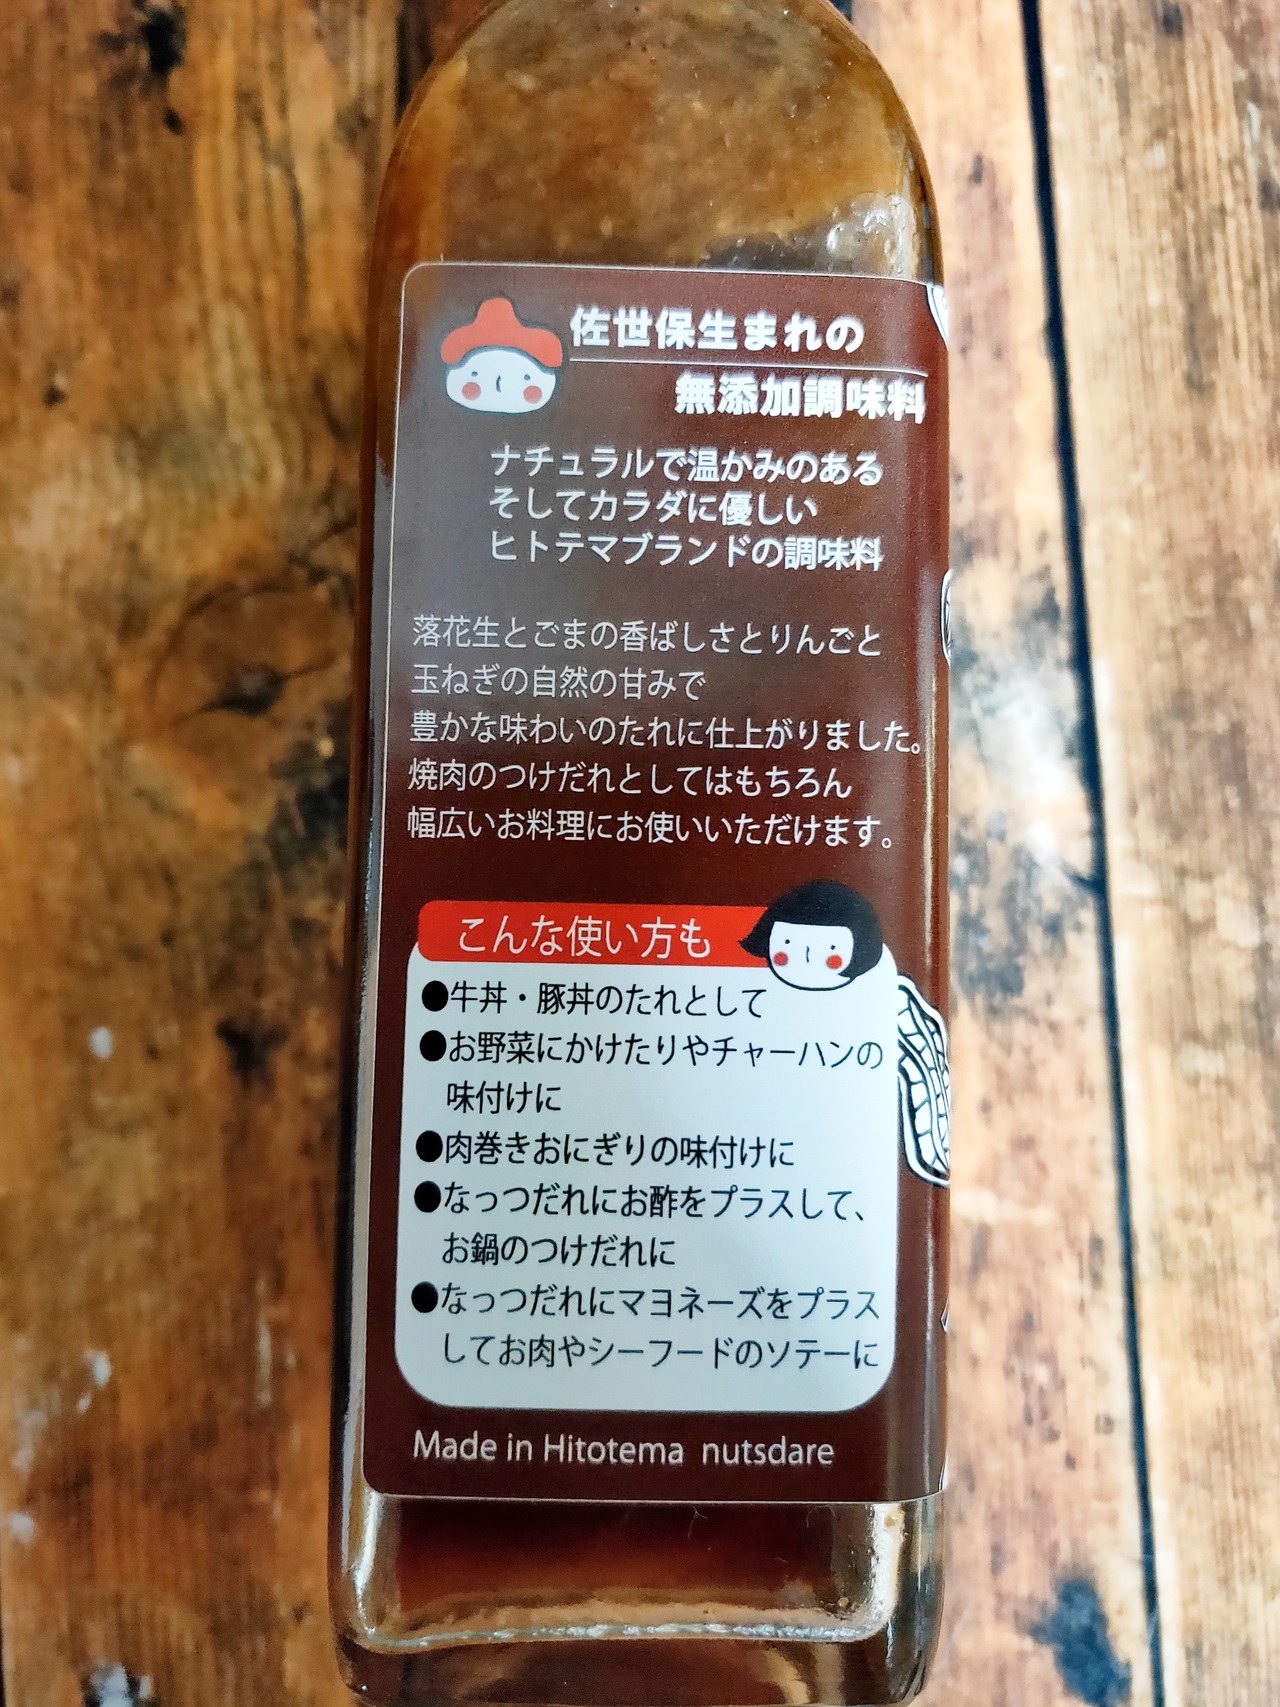 佐世保生まれの
無添加調味料
ナチュラルで温かみのある
そしてカラダに優しい
ヒトテマブランドの調味料
落花生とごまの香ばしさとりんごと
玉ねぎの自然の甘みで
豊かな味わいのたれに仕上がりました。
焼肉のつけだれとしてはもちろん
幅広いお料理にお使いいただけます。
こんな使い方も
●牛丼・豚丼のたれとして
●お野菜にかけたりやチャーハンの
味付けに
●肉巻きおにぎりの味付けに
●なっつだれにお酢をプラスして、
お鍋のつけだれに
●なっつだれにマヨネーズをプラス
してお肉やシーフードのソテーに
Made in Hitotema nutsdare